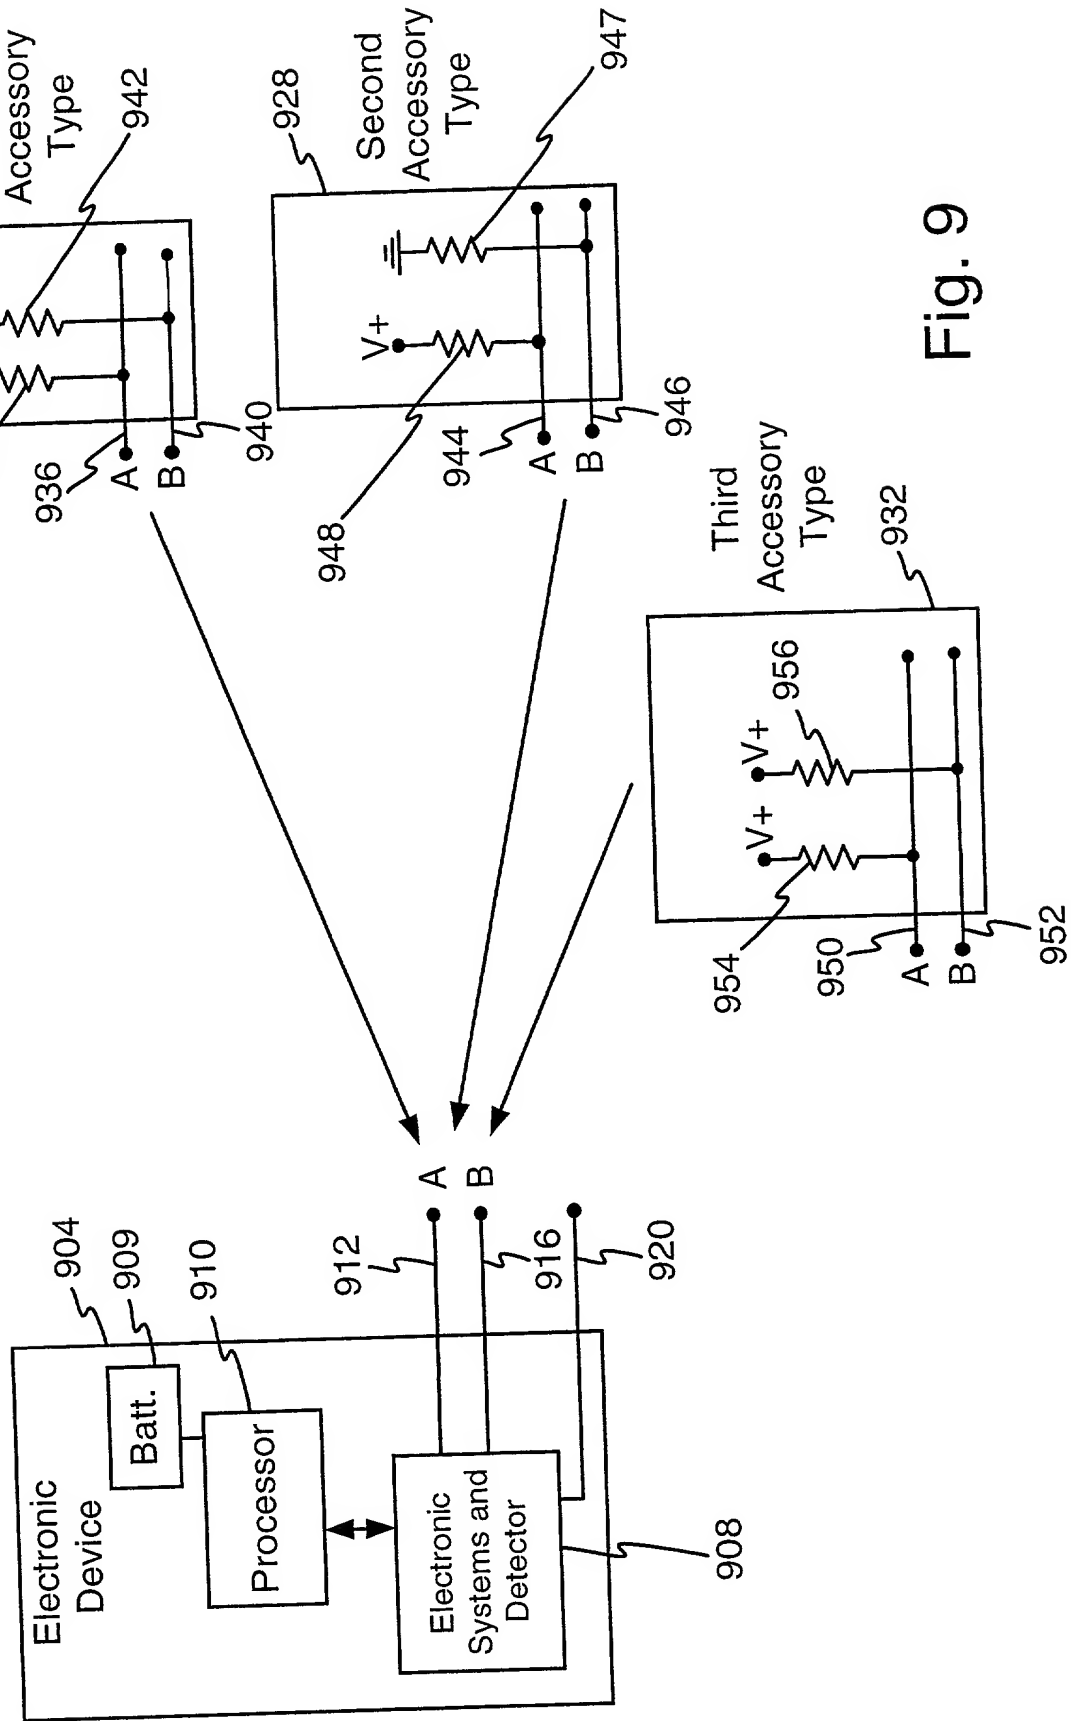 Electronic
Device
904
Batt.
909
Processor
910
Electronic
Systems and
Detector
908
912
A
916
B
920
Accessory
Type
942
936
A
B
940
928
Second
Accessory
Type
947
V+
948
944
A
B
946
Third
Accessory
Type
932
V+
V+
956
954
950
A
B
952
Fig. 9